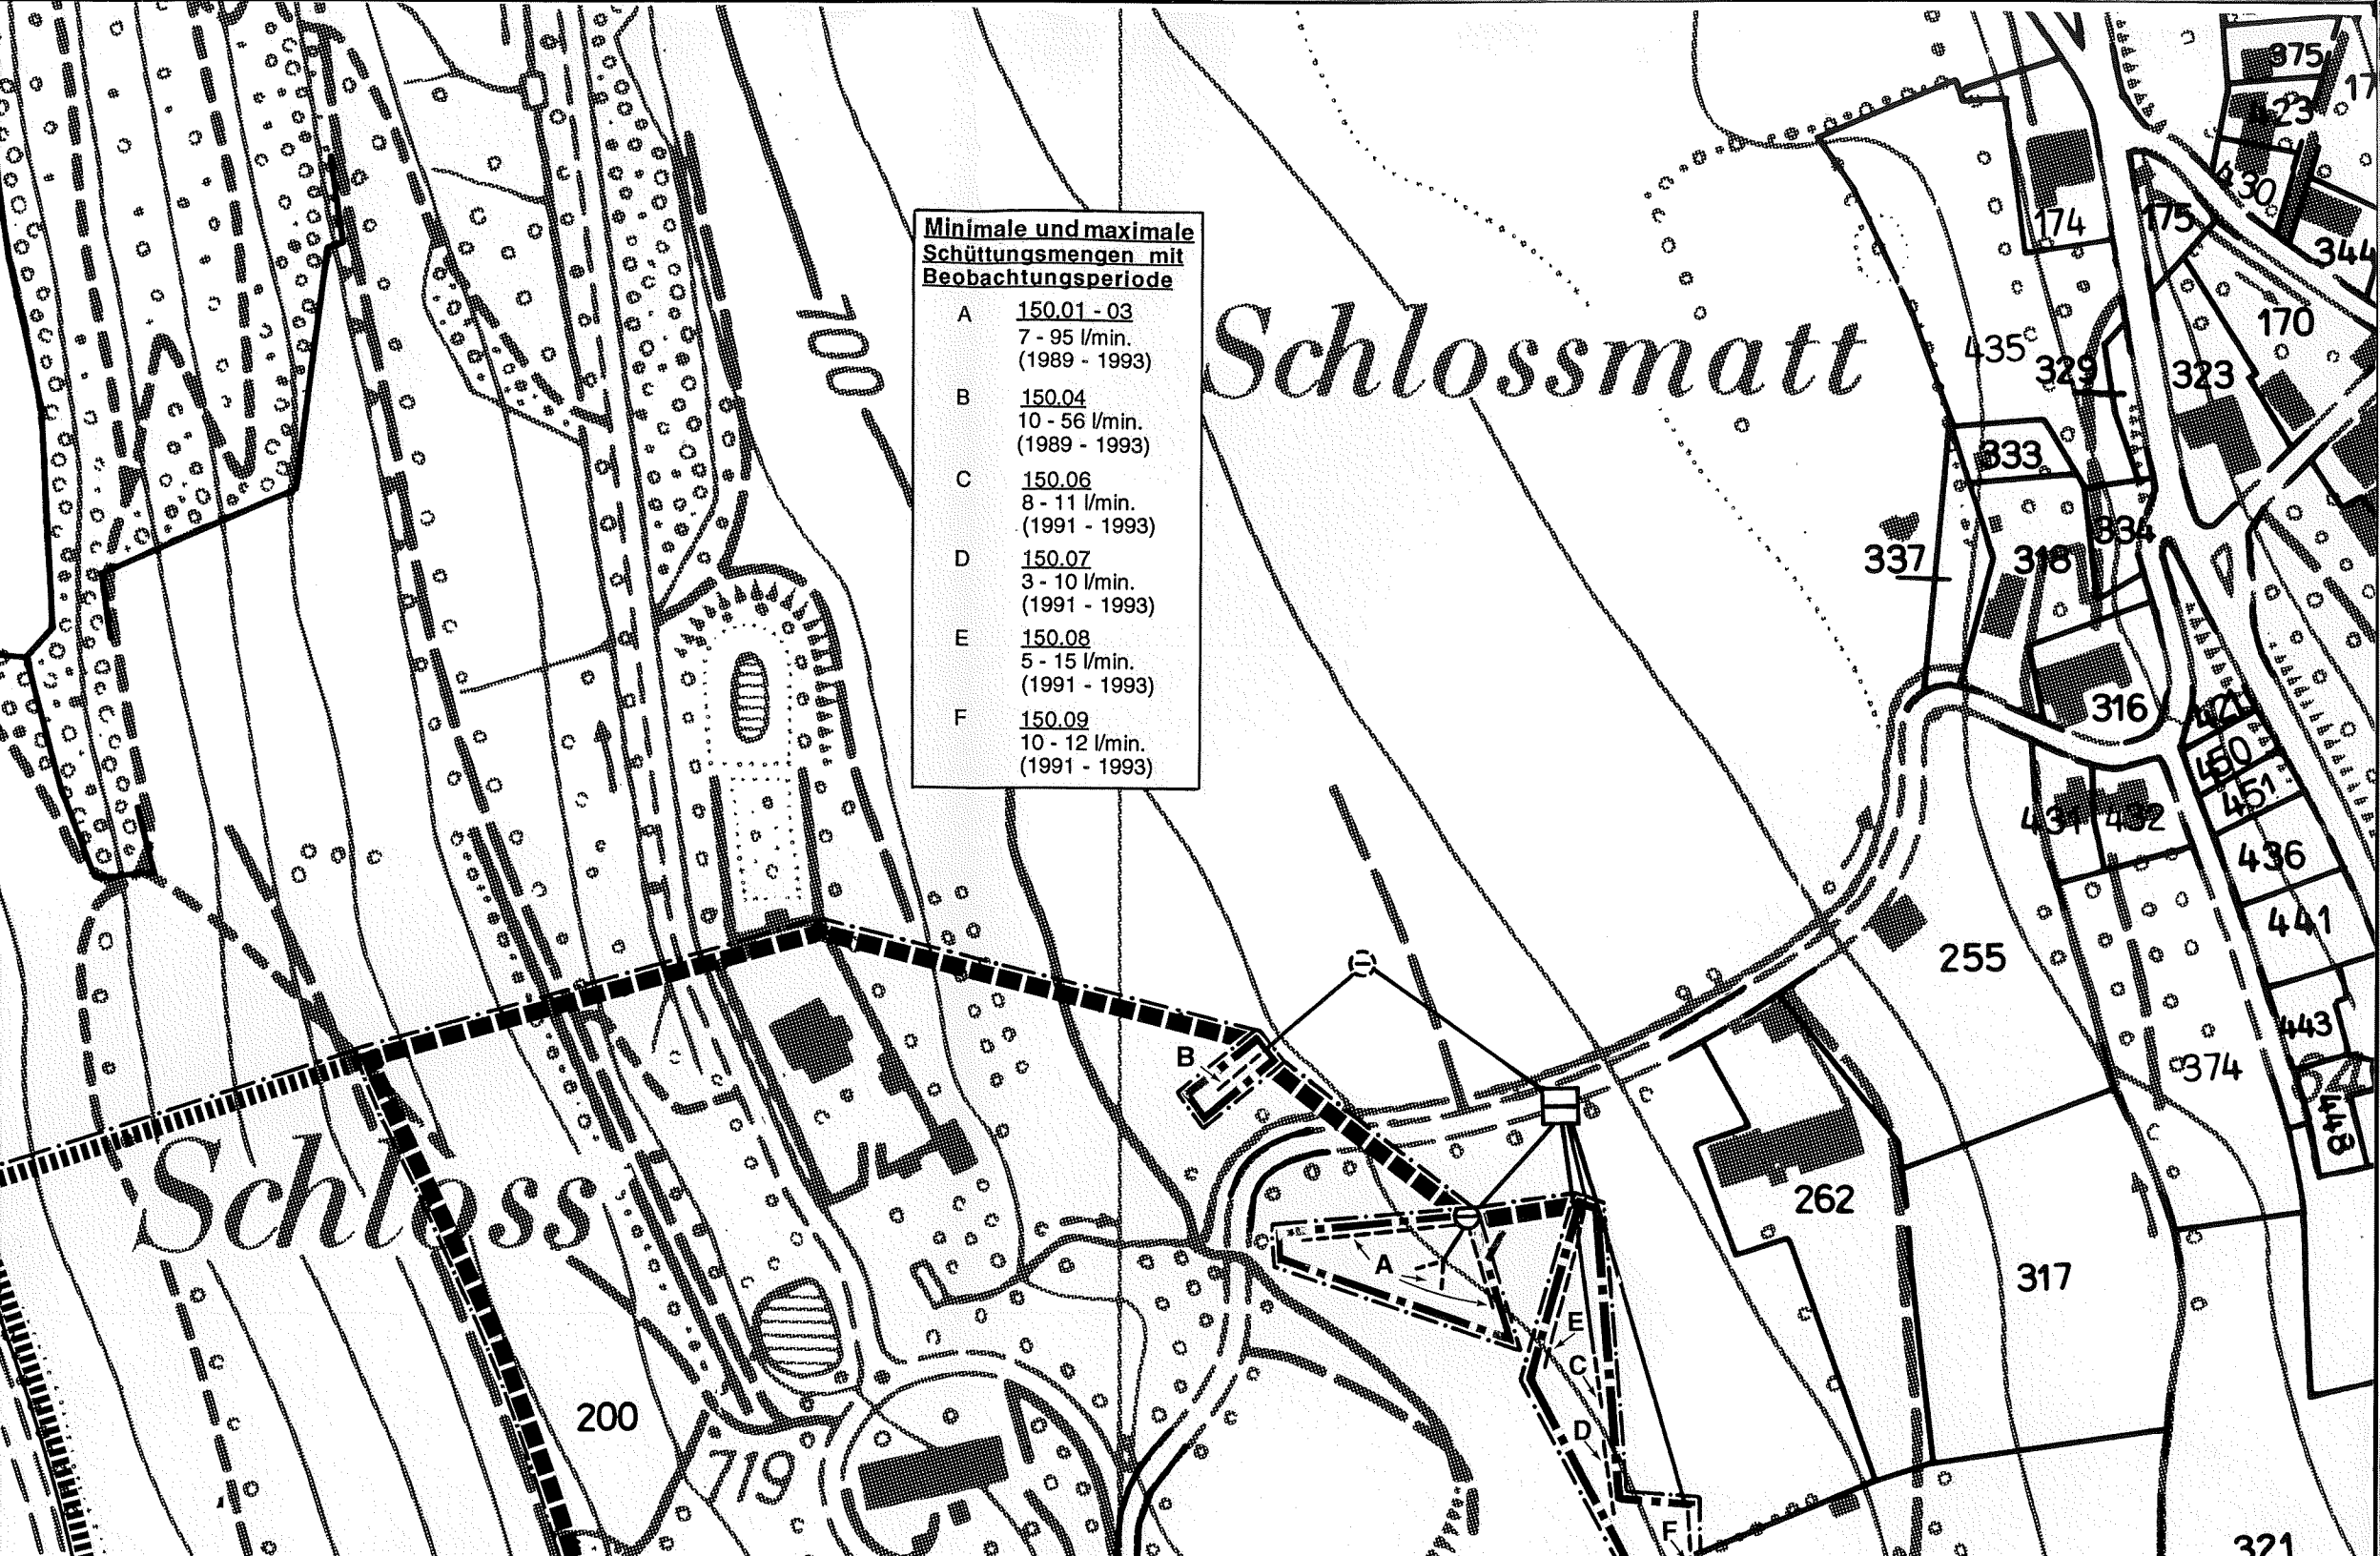 375
423
17
430
174
175
344
Minimale und maximale
Schüttungsmengen mit
Beobachtungsperiode
A 150.01 - 03
7 - 95 l/min.
(1989 - 1993)
B 150.04
10 - 56 l/min.
(1989 - 1993)
C 150.06
8 - 11 l/min.
(1991 - 1993)
D 150.07
3 - 10 l/min.
(1991 - 1993)
E 150.08
5 - 15 l/min.
(1991 - 1993)
F 150.09
10 - 12 l/min.
(1991 - 1993)
700
Schlossmatt
170
435
329
323
333
334
337
318
316
450
451
431
432
436
441
255
443
374
448
B
Schloss
262
A
317
E
C
D
200
719
F
321